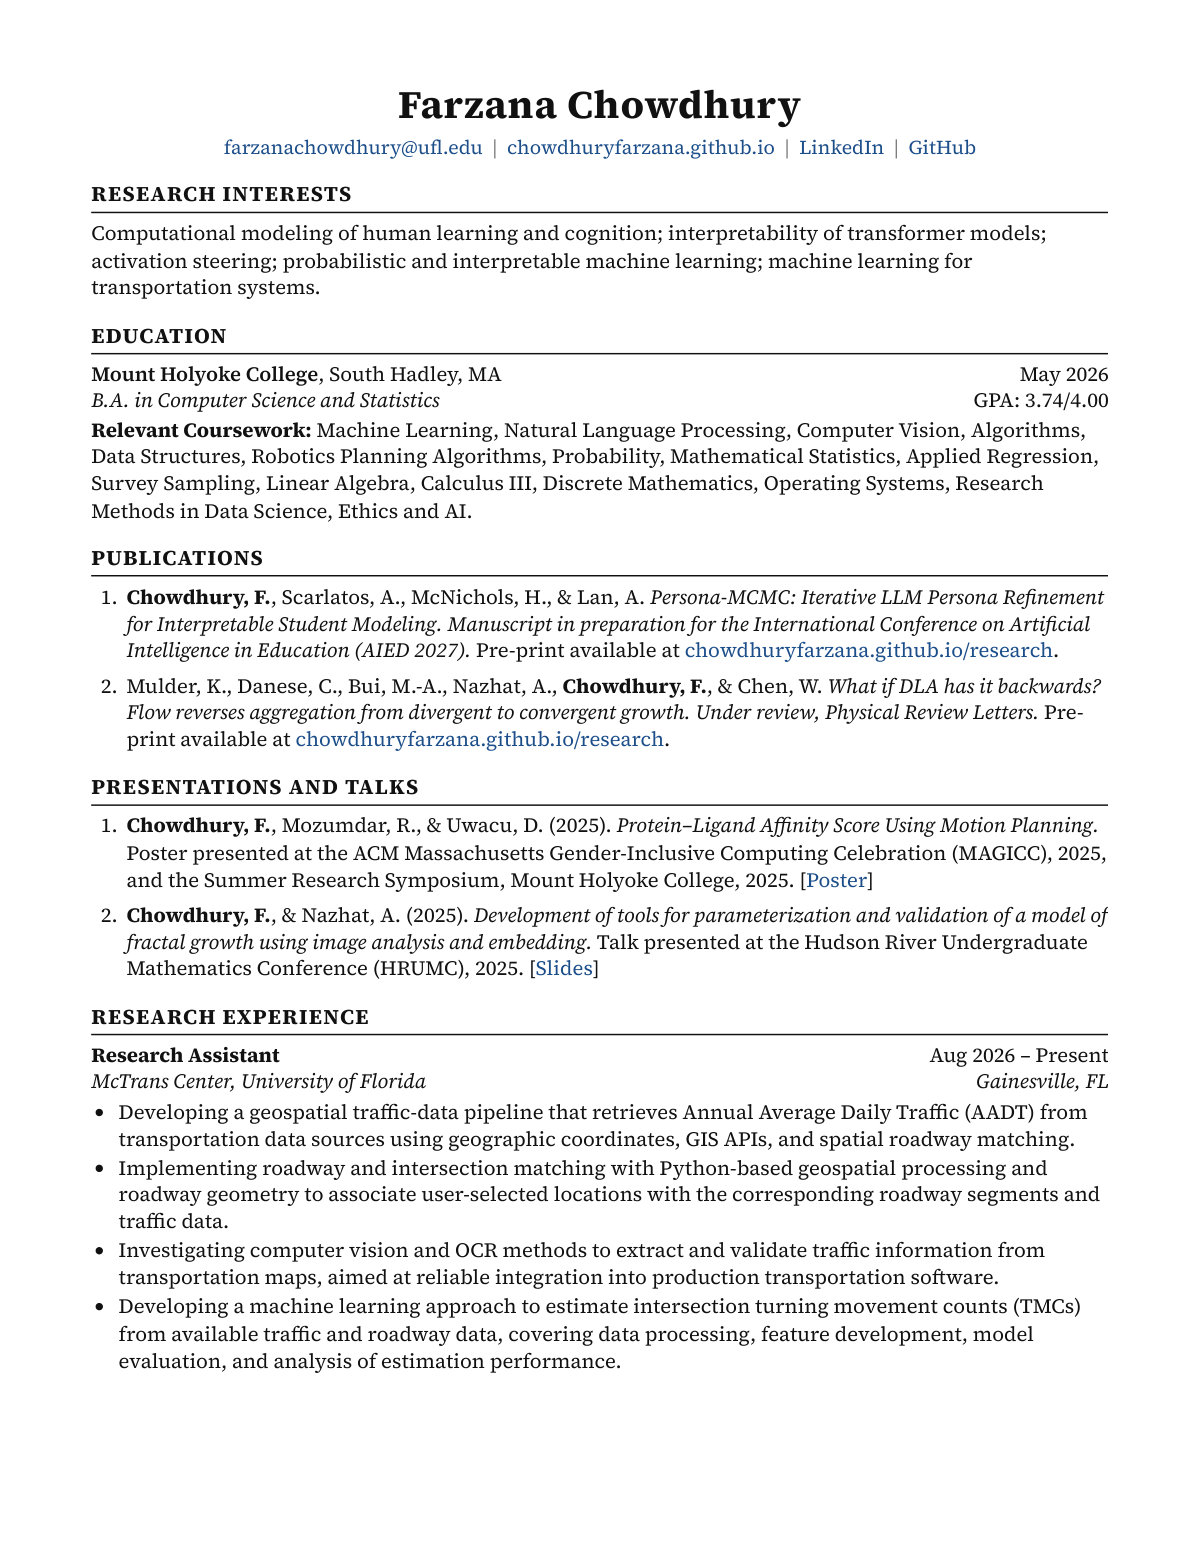 Farzana Chowdhury
farzanachowdhury@ufl.edu | chowdhuryfarzana.github.io | LinkedIn | GitHub
RESEARCH INTERESTS
Computational modeling of human learning and cognition; interpretability of transformer models;
activation steering; probabilistic and interpretable machine learning; machine learning for
transportation systems.
EDUCATION
Mount Holyoke College, South Hadley, MA May 2026
B.A. in Computer Science and Statistics GPA: 3.74/4.00
Relevant Coursework: Machine Learning, Natural Language Processing, Computer Vision, Algorithms,
Data Structures, Robotics Planning Algorithms, Probability, Mathematical Statistics, Applied Regression,
Survey Sampling, Linear Algebra, Calculus III, Discrete Mathematics, Operating Systems, Research
Methods in Data Science, Ethics and AI.
PUBLICATIONS
1. Chowdhury, F., Scarlatos, A., McNichols, H., & Lan, A. Persona-MCMC: Iterative LLM Persona Refinement
for Interpretable Student Modeling. Manuscript in preparation for the International Conference on Artificial
Intelligence in Education (AIED 2027). Pre-print available at chowdhuryfarzana.github.io/research.
2. Mulder, K., Danese, C., Bui, M.-A., Nazhat, A., Chowdhury, F., & Chen, W. What if DLA has it backwards?
Flow reverses aggregation from divergent to convergent growth. Under review, Physical Review Letters. Pre-
print available at chowdhuryfarzana.github.io/research.
PRESENTATIONS AND TALKS
1. Chowdhury, F., Mozumdar, R., & Uwacu, D. (2025). Protein–Ligand Affinity Score Using Motion Planning.
Poster presented at the ACM Massachusetts Gender-Inclusive Computing Celebration (MAGICC), 2025,
and the Summer Research Symposium, Mount Holyoke College, 2025. [Poster]
2. Chowdhury, F., & Nazhat, A. (2025). Development of tools for parameterization and validation of a model of
fractal growth using image analysis and embedding. Talk presented at the Hudson River Undergraduate
Mathematics Conference (HRUMC), 2025. [Slides]
RESEARCH EXPERIENCE
Research Assistant Aug 2026 – Present
McTrans Center, University of Florida Gainesville, FL
• Developing a geospatial traffic-data pipeline that retrieves Annual Average Daily Traffic (AADT) from
transportation data sources using geographic coordinates, GIS APIs, and spatial roadway matching.
• Implementing roadway and intersection matching with Python-based geospatial processing and
roadway geometry to associate user-selected locations with the corresponding roadway segments and
traffic data.
• Investigating computer vision and OCR methods to extract and validate traffic information from
transportation maps, aimed at reliable integration into production transportation software.
• Developing a machine learning approach to estimate intersection turning movement counts (TMCs)
from available traffic and roadway data, covering data processing, feature development, model
evaluation, and analysis of estimation performance.